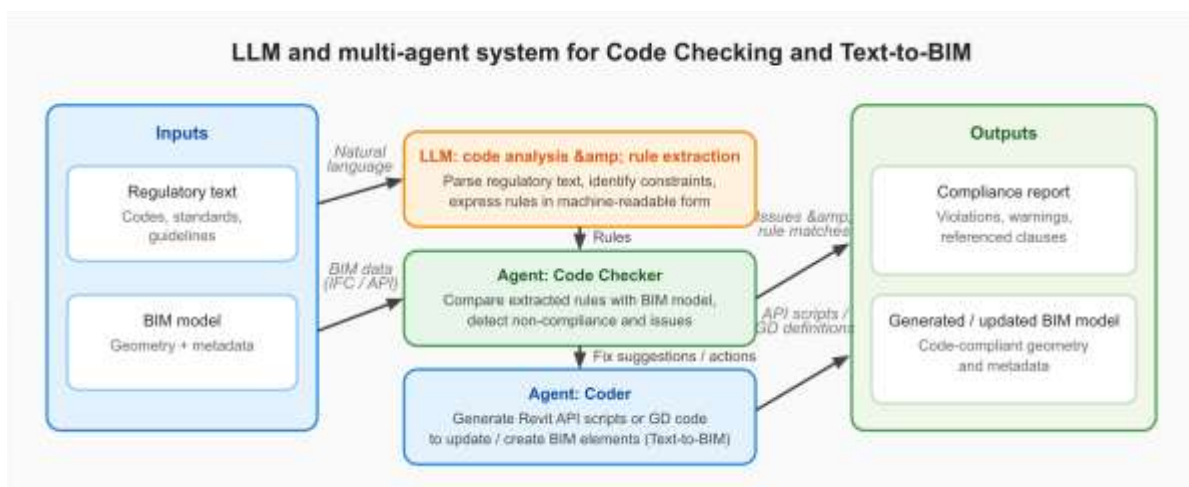 LLM and multi-agent system for Code Checking and Text-to-BIM
Inputs
Regulatory text
Codes, standards,
guidelines
BIM model
Geometry + metadata
Natural
language
BIM data
(IFC / API)
LLM: code analysis &amp; rule extraction
Parse regulatory text, identify constraints,
express rules in machine-readable form
Rules
Agent: Code Checker
Compare extracted rules with BIM model,
detect non-compliance and issues
Fix suggestions / actions
Agent: Coder
Generate Revit API scripts or GD code
to update / create BIM elements (Text-to-BIM)
Issues &amp;
rule matches
API scripts /
GD definitions
Outputs
Compliance report
Violations, warnings,
referenced clauses
Generated / updated BIM model
Code-compliant geometry
and metadata